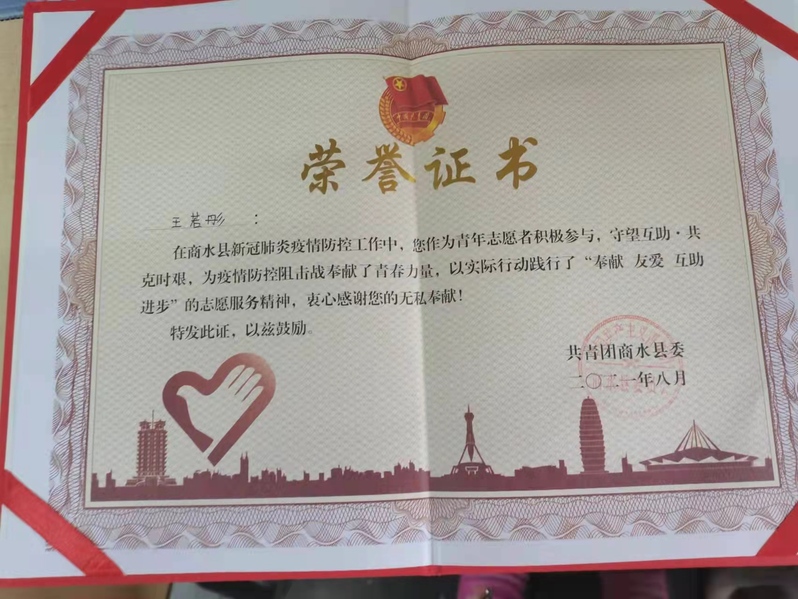 荣誉证书
王若彤 :
在商水县新冠肺炎疫情防控工作中，您作为青年志愿者积极参与，守望互助·共
克时艰，为疫情防控阻击战奉献了青春力量，以实际行动践行了“奉献 友爱 互助
进步”的志愿服务精神，衷心感谢您的无私奉献！
特发此证，以兹鼓励。
共青团商水县委
二〇二一年八月